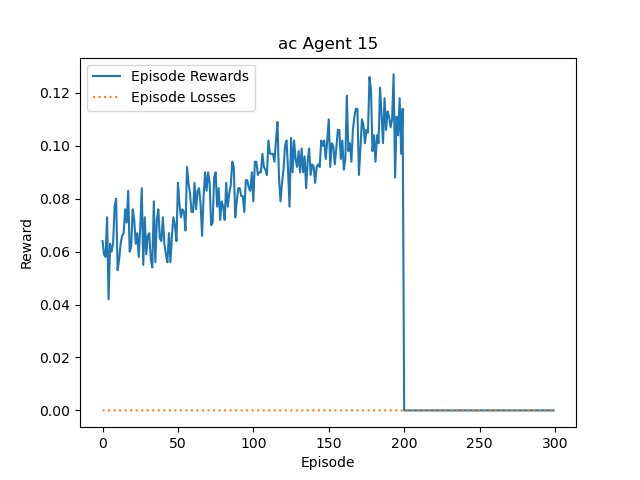 ac Agent 15
Episode Rewards
Episode Losses
Reward
0.12
0.10
0.08
0.06
0.04
0.02
0.00
0 50 100 150 200 250 300
Episode